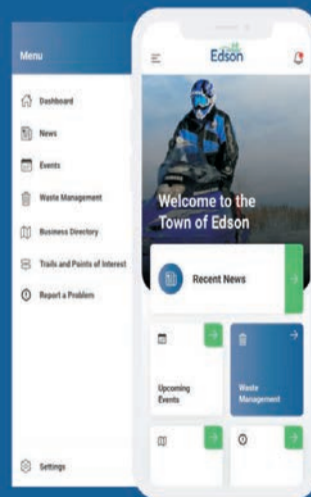 Menu
Dashboard
News
Events
Waste Management
Business Directory
Trails and Points of Interest
Report a Problem
Settings
Edson
Welcome to the
Town of Edson
Recent News
Upcoming
Events
Waste
Management